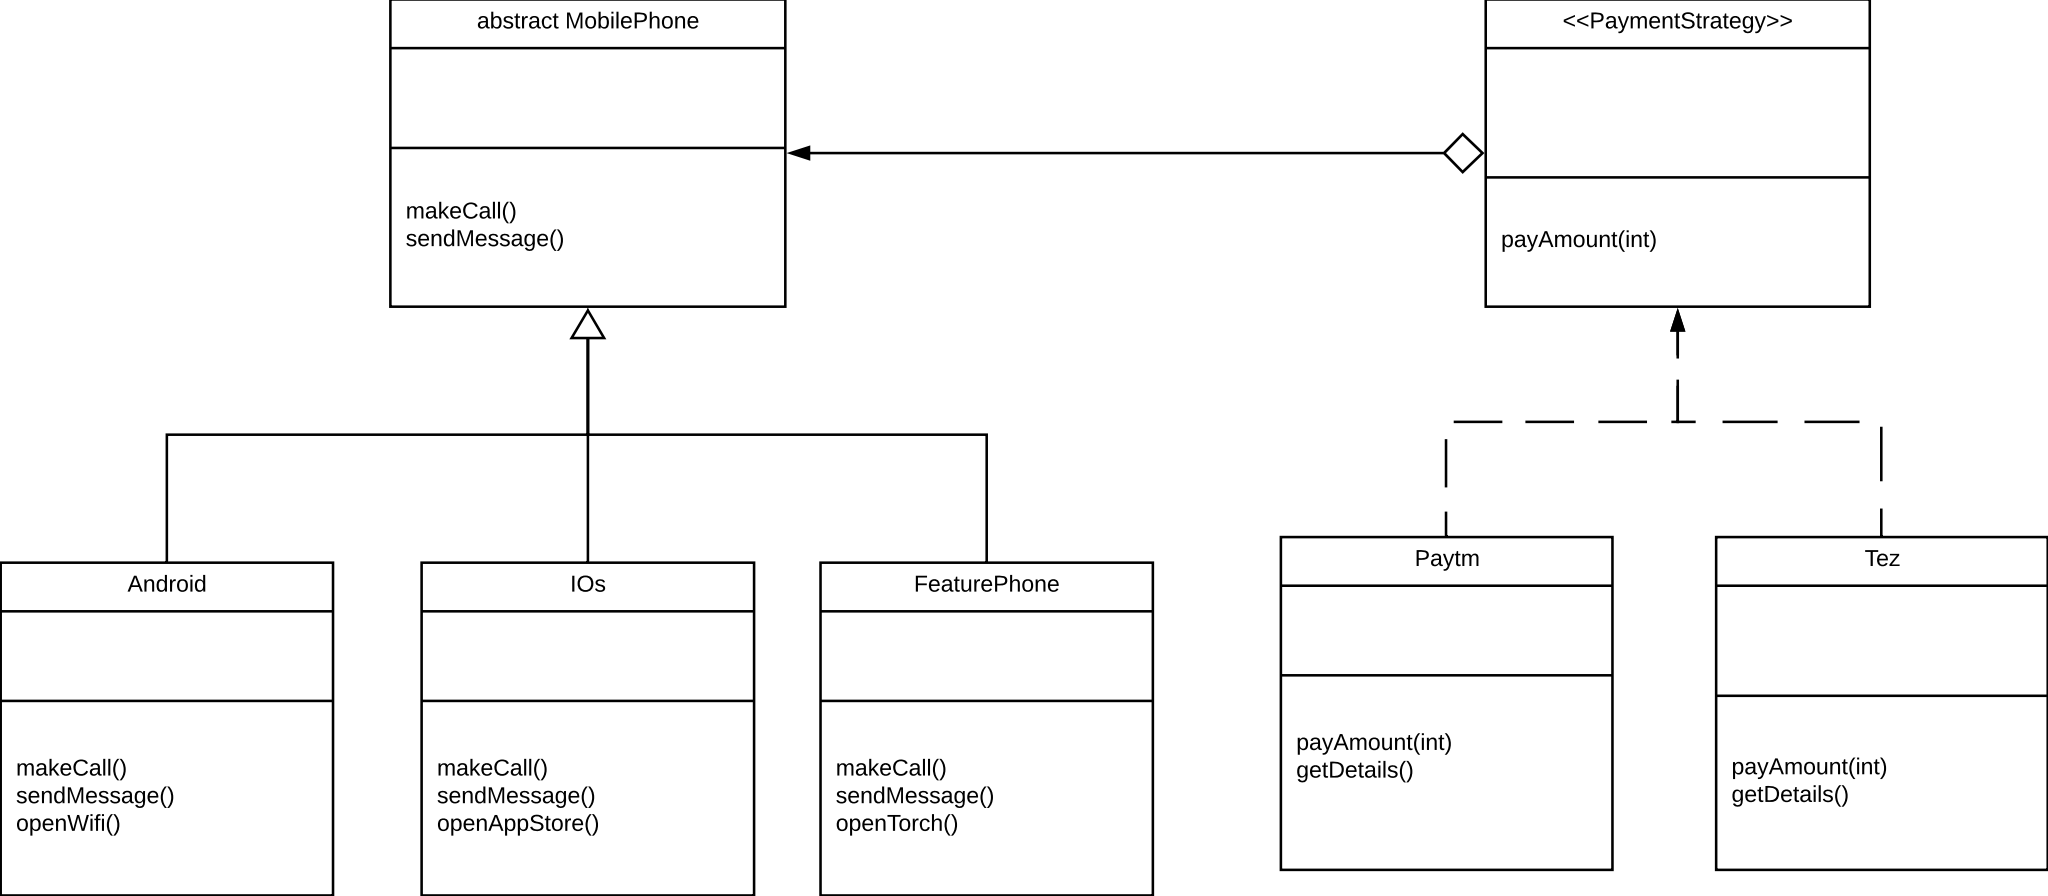 abstract MobilePhone
makeCall()
sendMessage()
<<PaymentStrategy>>
payAmount(int)
Android
makeCall()
sendMessage()
openWifi()
IOs
makeCall()
sendMessage()
openAppStore()
FeaturePhone
makeCall()
sendMessage()
openTorch()
Paytm
payAmount(int)
getDetails()
Tez
payAmount(int)
getDetails()